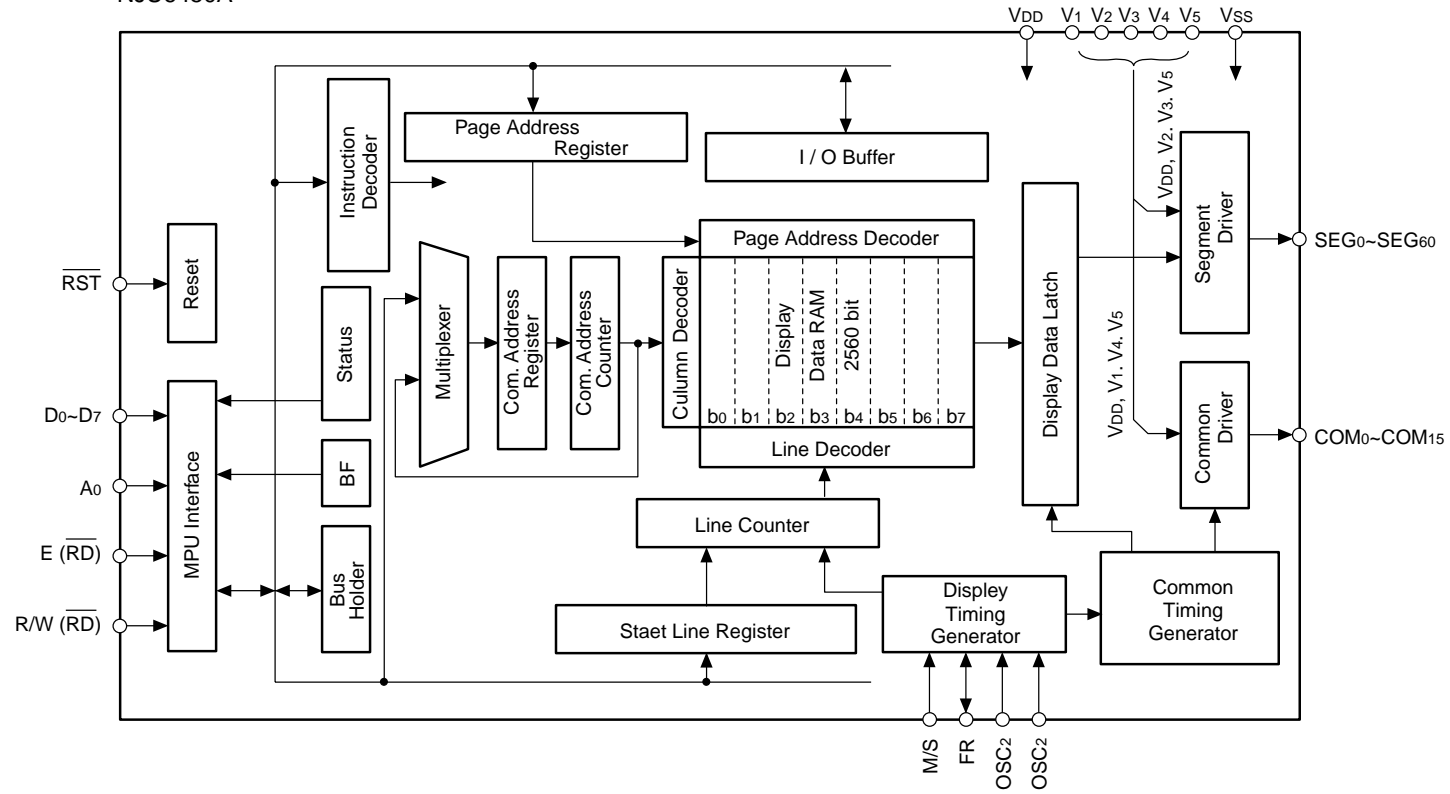 VDD V1 V2 V3 V4 V5 VSS
Page Address
Register
I / O Buffer
Instruction
Decoder
VDD, V2. V3. V5
Segment
Driver
SEG0~SEG60
Page Address Decoder
RST
Reset
Multiplexer
Com. Address
Register
Com. Address
Counter
Culumn Decoder
Display
Data RAM
2560 bit
b0 b1 b2 b3 b4 b5 b6 b7
Line Decoder
Display Data Latch
VDD, V1. V4. V5
Common
Driver
COM0~COM15
Status
D0~D7
BF
A0
MPU Interface
E (RD)
R/W (RD)
Bus
Holder
Line Counter
Staet Line Register
Display
Timing
Generator
Common
Timing
Generator
M/S
FR
OSC2
OSC2